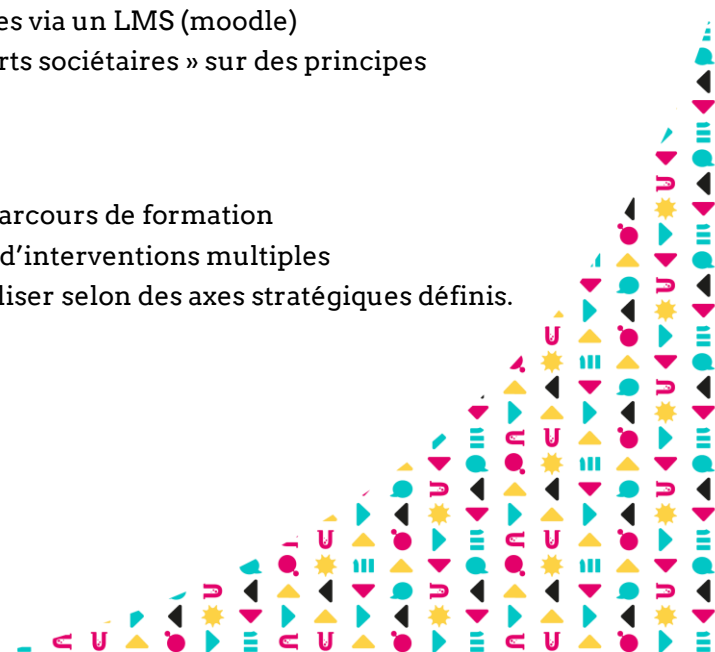 es via un LMS (moodle)
rts sociétaires » sur des principes
arcours de formation
d’interventions multiples
liser selon des axes stratégiques définis.